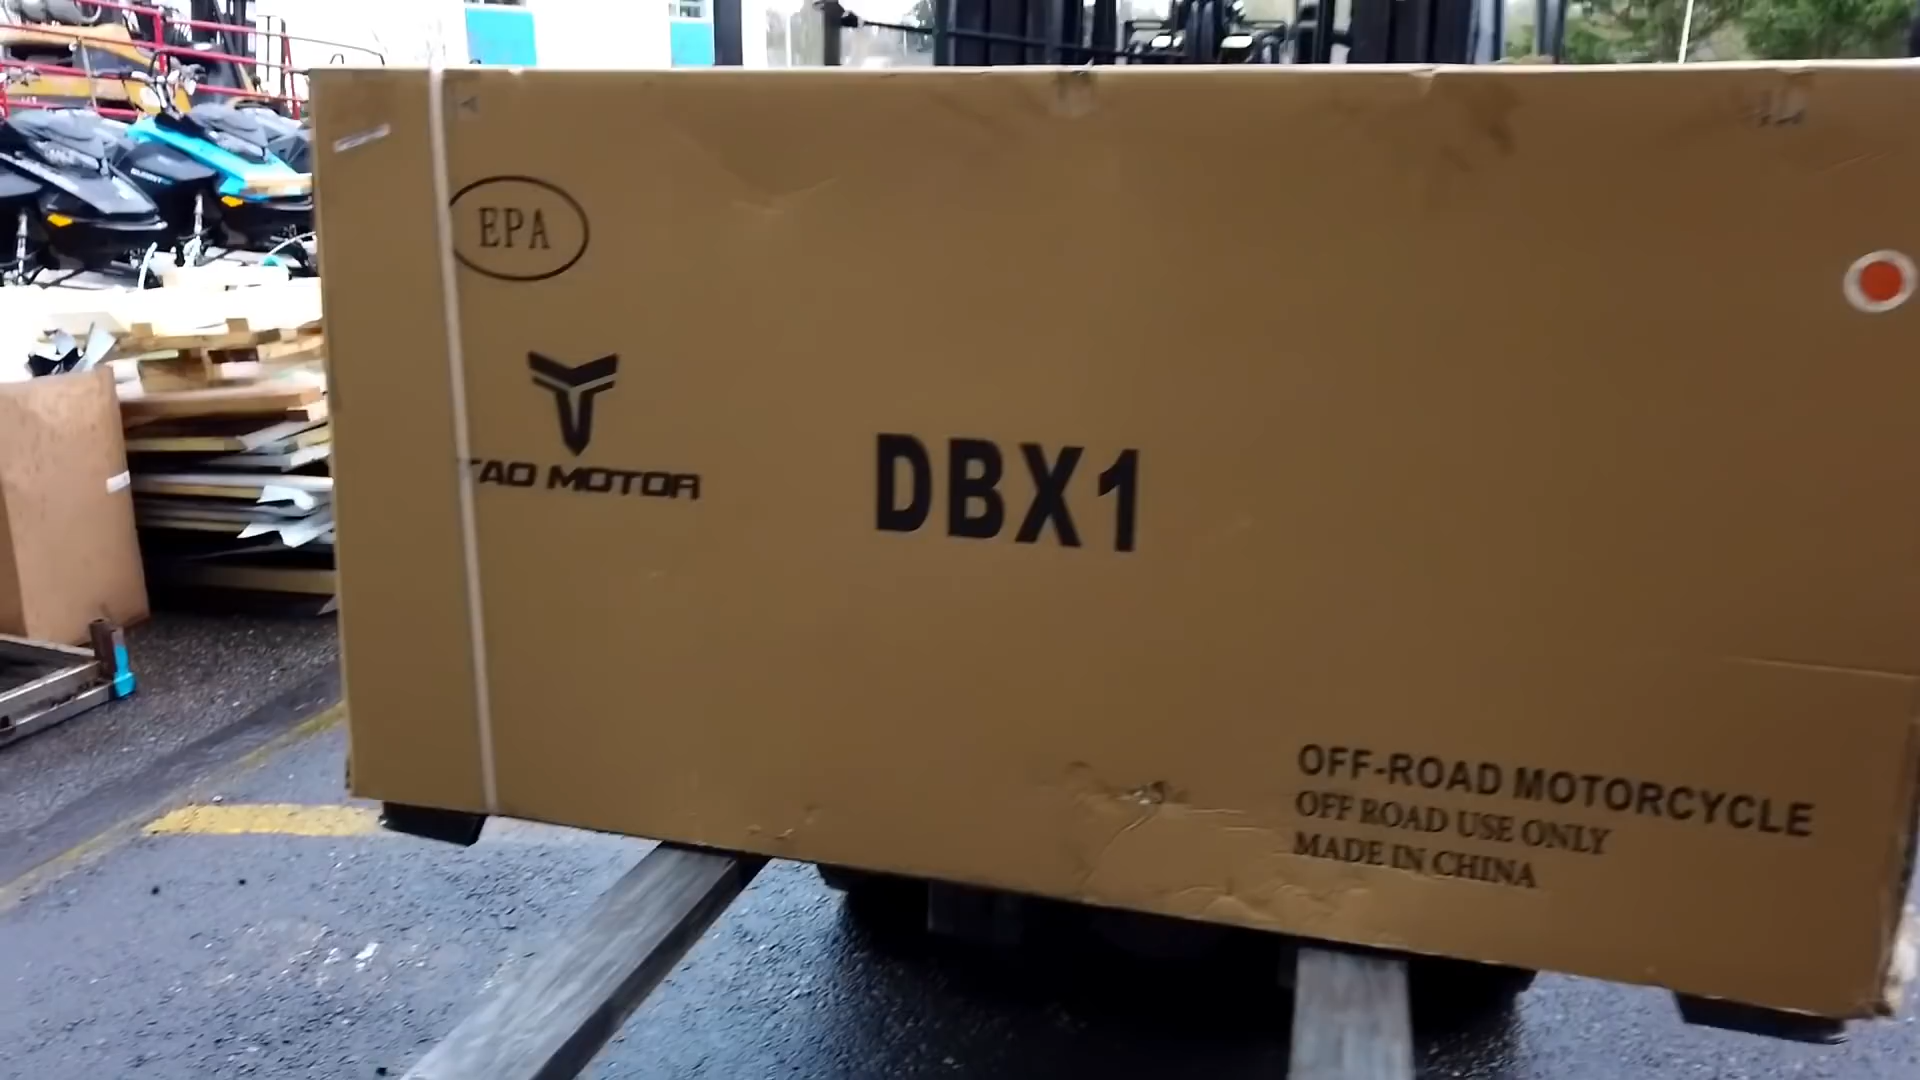 EPA
TAO MOTOR
DBX1
OFF-ROAD MOTORCYCLE
OFF ROAD USE ONLY
MADE IN CHINA